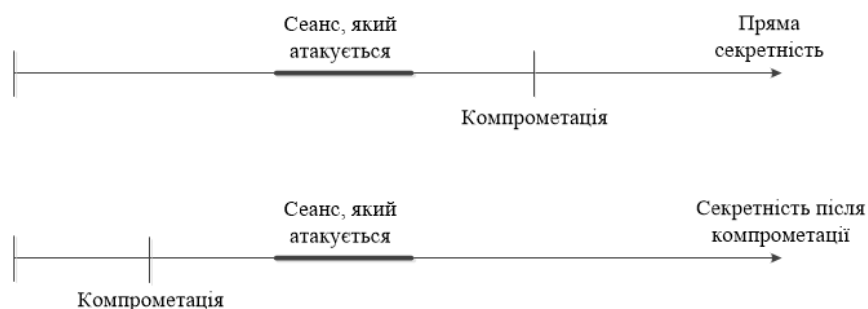 Сеанс, який
атакується
Пряма
секретність
Компрометація
Сеанс, який
атакується
Секретність після
компрометації
Компрометація